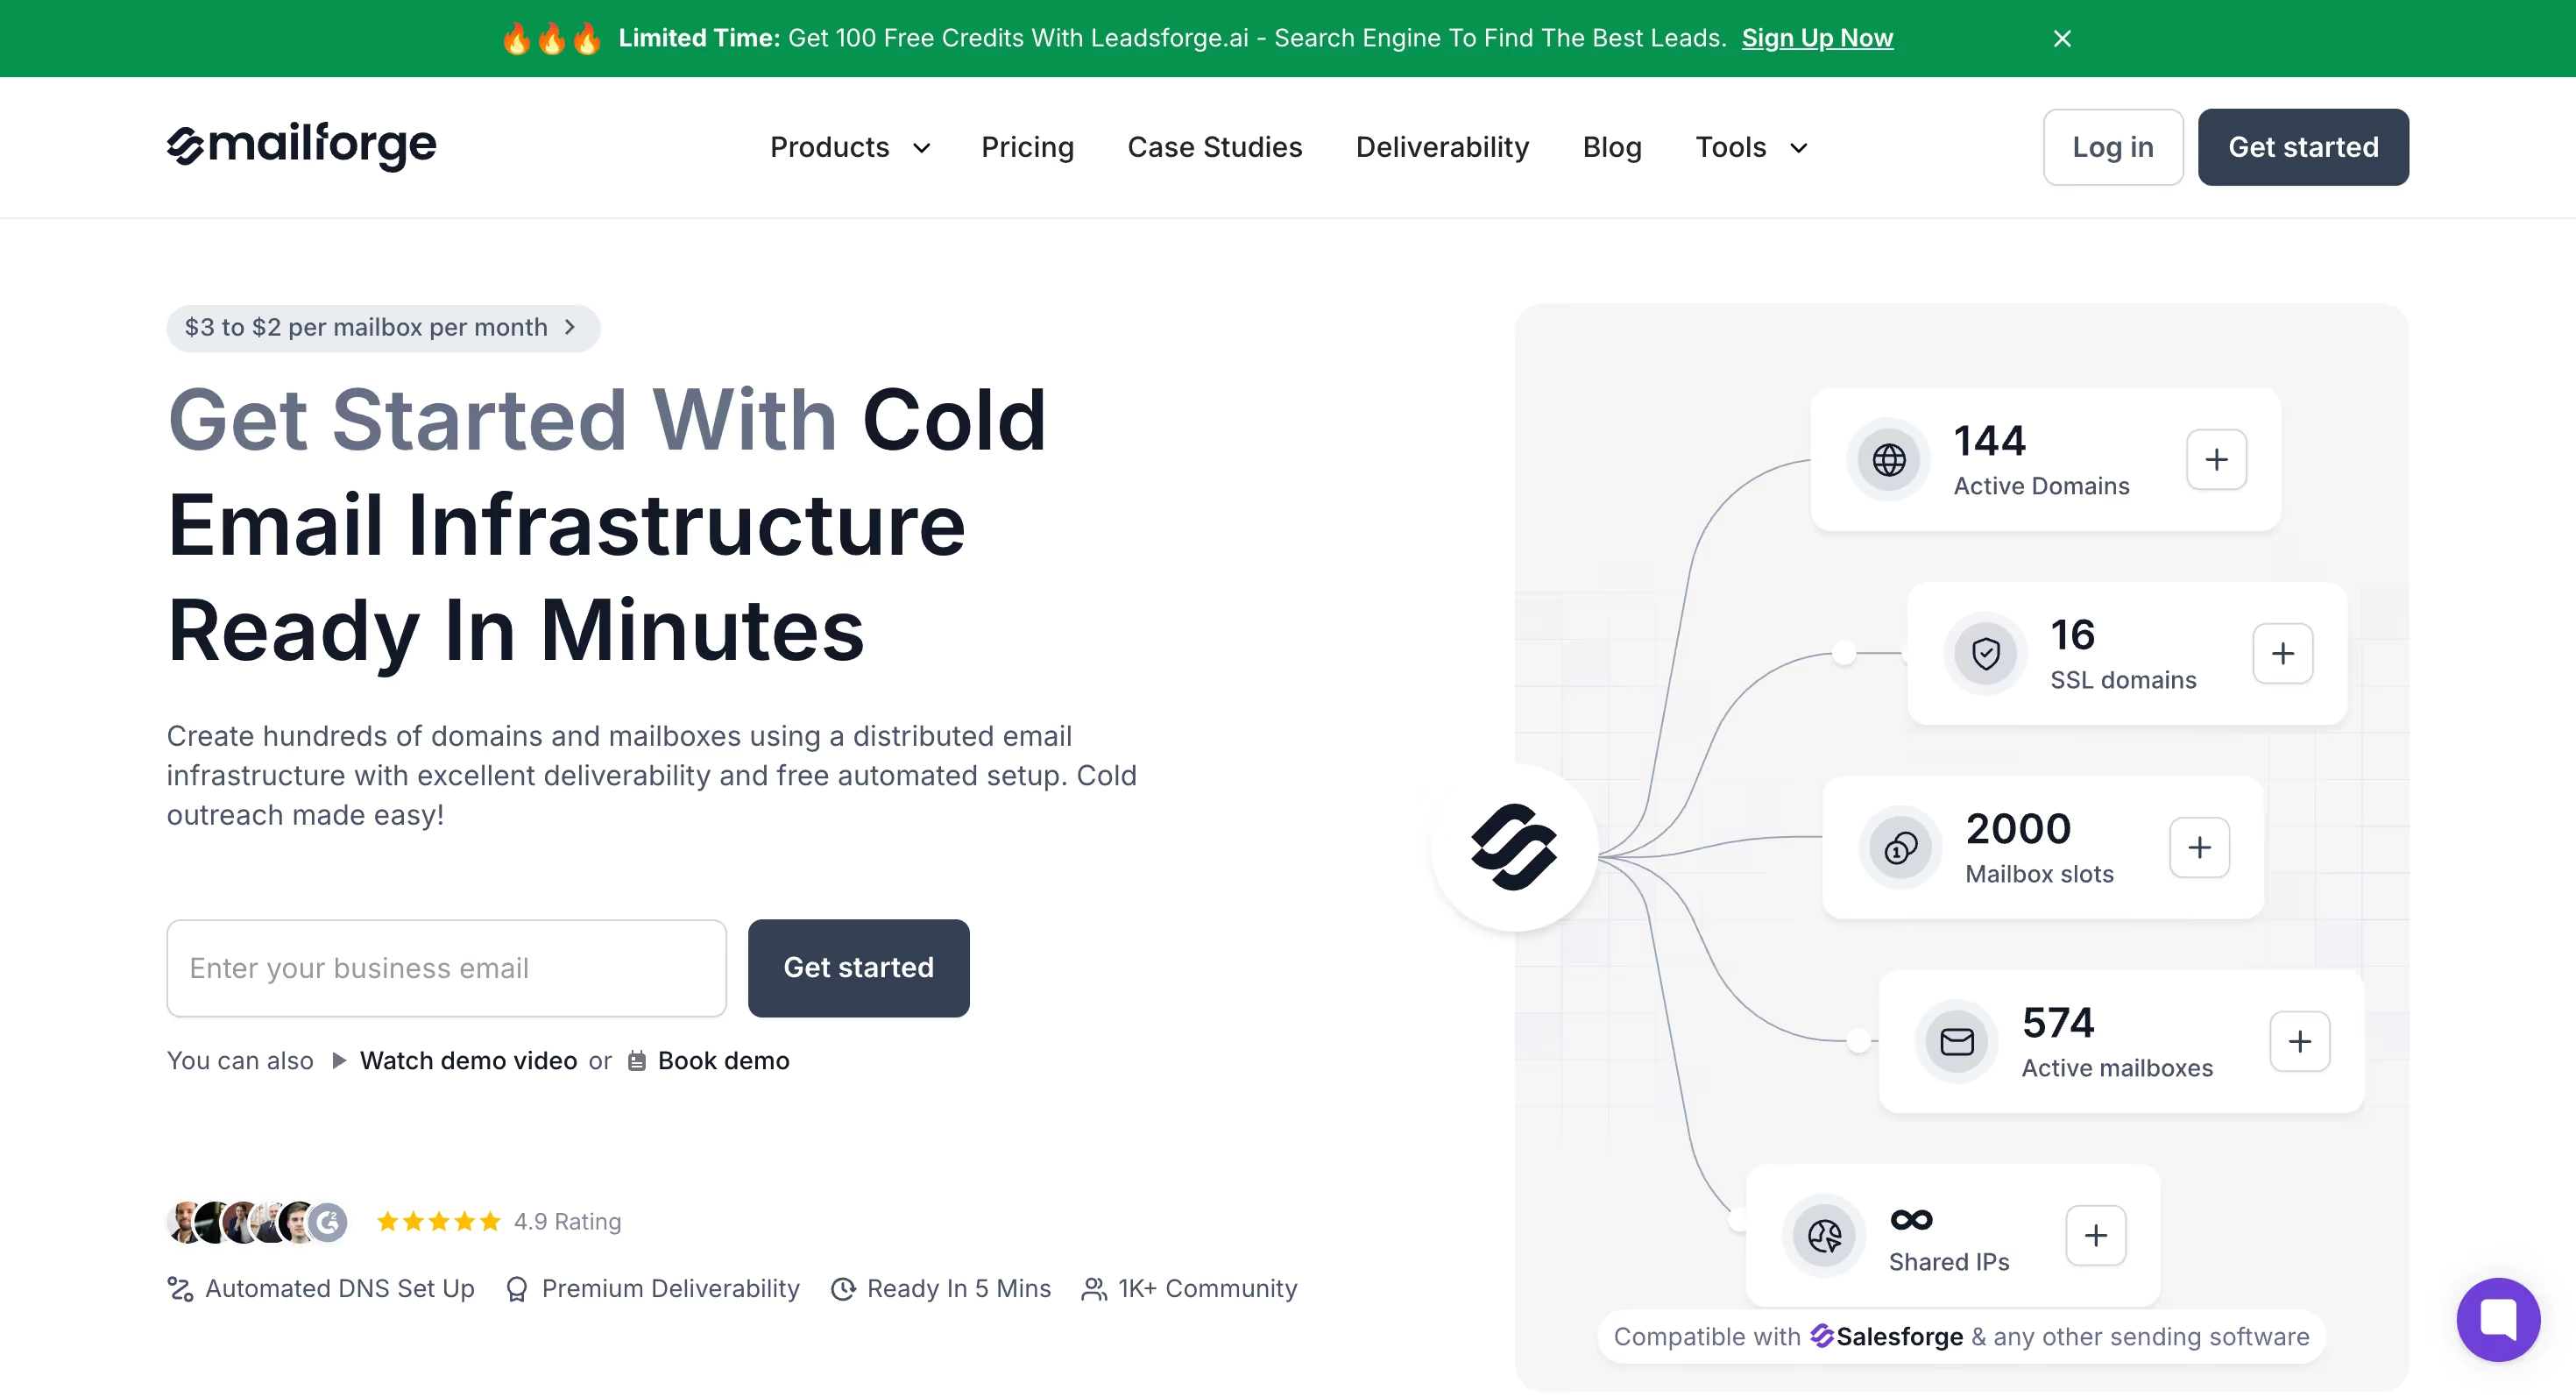 🔥🔥🔥 Limited Time: Get 100 Free Credits With Leadsforge.ai - Search Engine To Find The Best Leads. Sign Up Now
mailforge
Products
Pricing
Case Studies
Deliverability
Blog
Tools
Log in
Get started
$3 to $2 per mailbox per month
Get Started With Cold
Email Infrastructure
Ready In Minutes
Create hundreds of domains and mailboxes using a distributed email
infrastructure with excellent deliverability and free automated setup. Cold
outreach made easy!
Enter your business email
Get started
You can also Watch demo video or Book demo
4.9 Rating
Automated DNS Set Up
Premium Deliverability
Ready In 5 Mins
1K+ Community
144
Active Domains
16
SSL domains
2000
Mailbox slots
574
Active mailboxes
∞
Shared IPs
Compatible with Salesforge & any other sending software